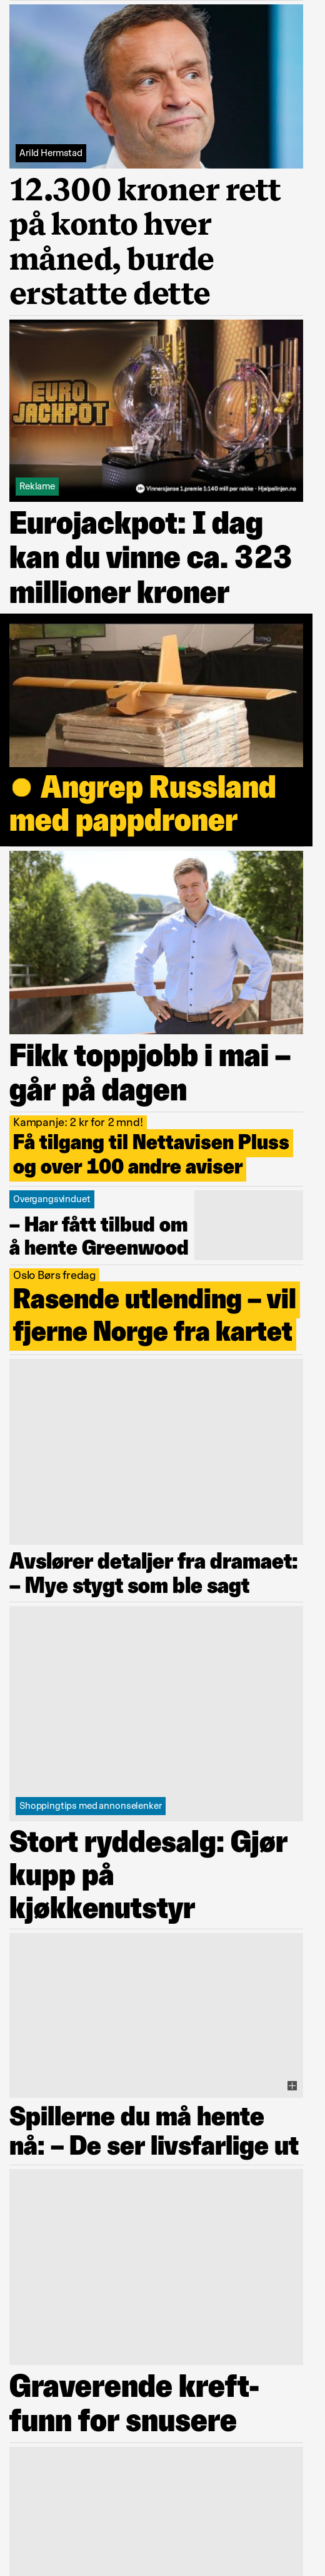 Arild Hermstad
12.300 kroner rett
på konto hver
måned, burde
erstatte dette
EURO
JACKPOT
Reklame
18+ Vinnersjanse 1.premie 1:140 mill per rekke - Hjelpelinjen.no
Eurojackpot: I dag
kan du vinne ca. 323
millioner kroner
Angrep Russland
med pappdroner
Fikk toppjobb i mai –
går på dagen
Kampanje: 2 kr for 2 mnd!
Få tilgang til Nettavisen Pluss
og over 100 andre aviser
Overgangsvinduet
– Har fått tilbud om
å hente Greenwood
Oslo Børs fredag
Rasende utlending – vil
fjerne Norge fra kartet
Avslører detaljer fra dramaet:
– Mye stygt som ble sagt
Shoppingtips med annonselenker
Stort ryddesalg: Gjør
kupp på
kjøkkenutstyr
Spillerne du må hente
nå: – De ser livsfarlige ut
Graverende kreft-
funn for snusere